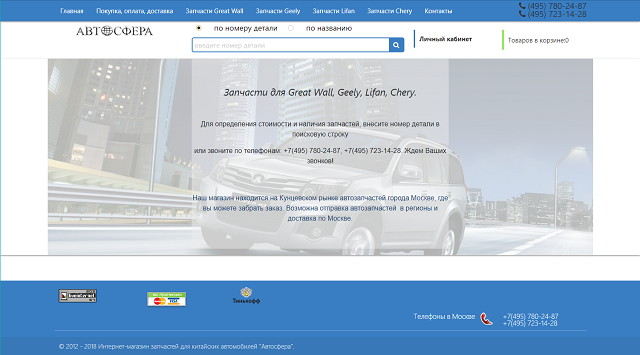 Главная Покупка, оплата, доставка Запчасти Great Wall Запчасти Geely Запчасти Lifan Запчасти Chery Контакты
(495) 780-24-87
(495) 723-14-28
АВТОСФЕРА
по номеру детали по названию
введите номер детали
Личный кабинет
Товаров в корзине:0
Запчасти для Great Wall, Geely, Lifan, Chery.
Для определения стоимости и наличия запчастей, внесите номер детали в
поисковую строку
или звоните по телефонам: +7(495) 780-24-87, +7(495) 723-14-28. Ждем Ваших
звонков!
Наш магазин находится на Кунцевском рынке автозапчастей города Москве, где
вы можете забрать заказ. Возможна отправка автозапчастей в регионы и
доставка по Москве.
VISA
Тинькофф
Телефоны в Москве
+7(495) 780-24-87
+7(495) 723-14-28
© 2012 - 2018 Интернет-магазин запчастей для китайских автомобилей "Автосфера".